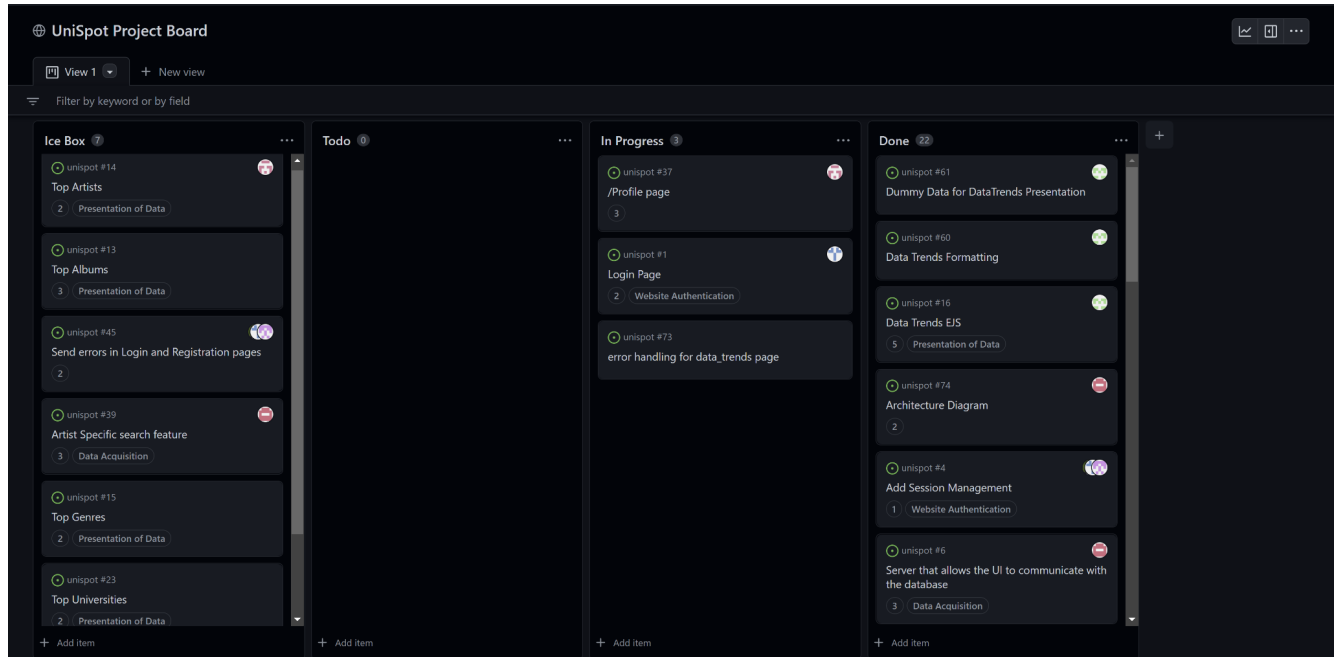 UniSpot Project Board
View 1
+ New view
Filter by keyword or by field
Ice Box 7
unispot #14
Top Artists
2 Presentation of Data
unispot #13
Top Albums
3 Presentation of Data
unispot #45
Send errors in Login and Registration pages
2
unispot #39
Artist Specific search feature
3 Data Acquisition
unispot #15
Top Genres
2 Presentation of Data
unispot #23
Top Universities
2 Presentation of Data
+ Add item
Todo 0
+ Add item
In Progress 3
unispot #37
/Profile page
3
unispot #1
Login Page
2 Website Authentication
unispot #73
error handling for data_trends page
+ Add item
Done 22
unispot #61
Dummy Data for DataTrends Presentation
unispot #60
Data Trends Formatting
unispot #16
Data Trends EJS
5 Presentation of Data
unispot #74
Architecture Diagram
2
unispot #4
Add Session Management
1 Website Authentication
unispot #6
Server that allows the UI to communicate with
the database
3 Data Acquisition
+ Add item